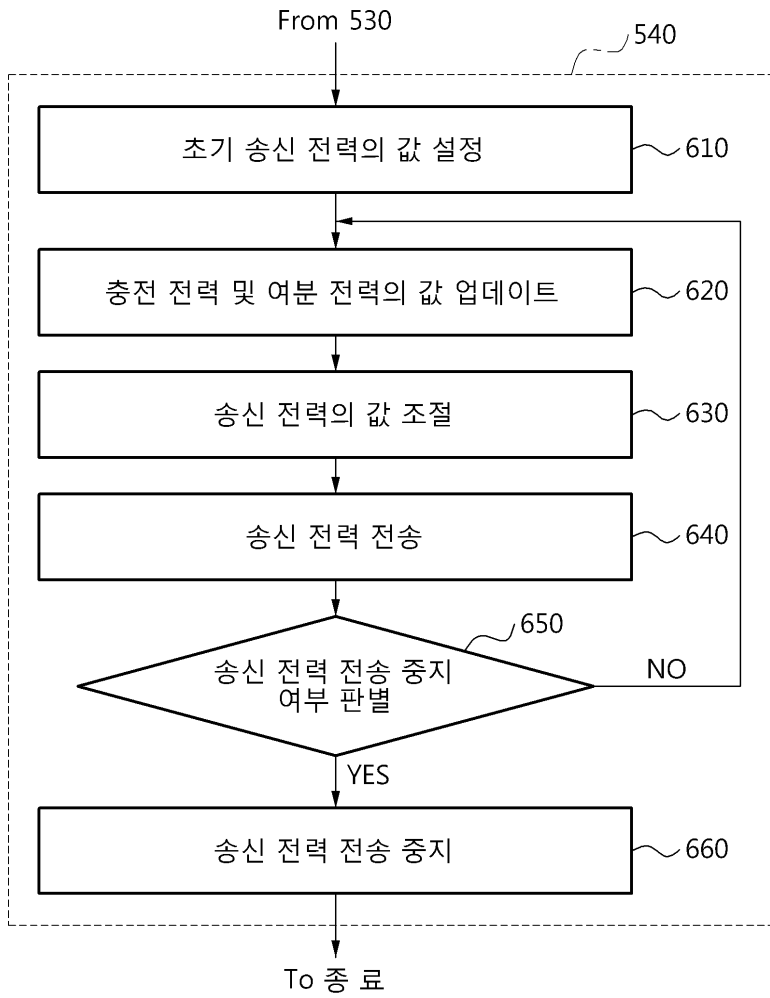 From 530
540
초기 송신 전력의 값 설정
610
충전 전력 및 여분 전력의 값 업데이트
620
송신 전력의 값 조절
630
송신 전력 전송
640
650
송신 전력 전송 중지
여부 판별
NO
YES
송신 전력 전송 중지
660
To 종료